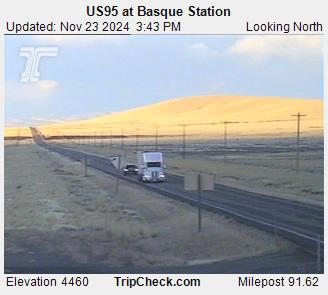 US95 at Basque Station
Updated: Nov 23 2024 3:43 PM Looking North
Elevation 4460 TripCheck.com Milepost 91.62